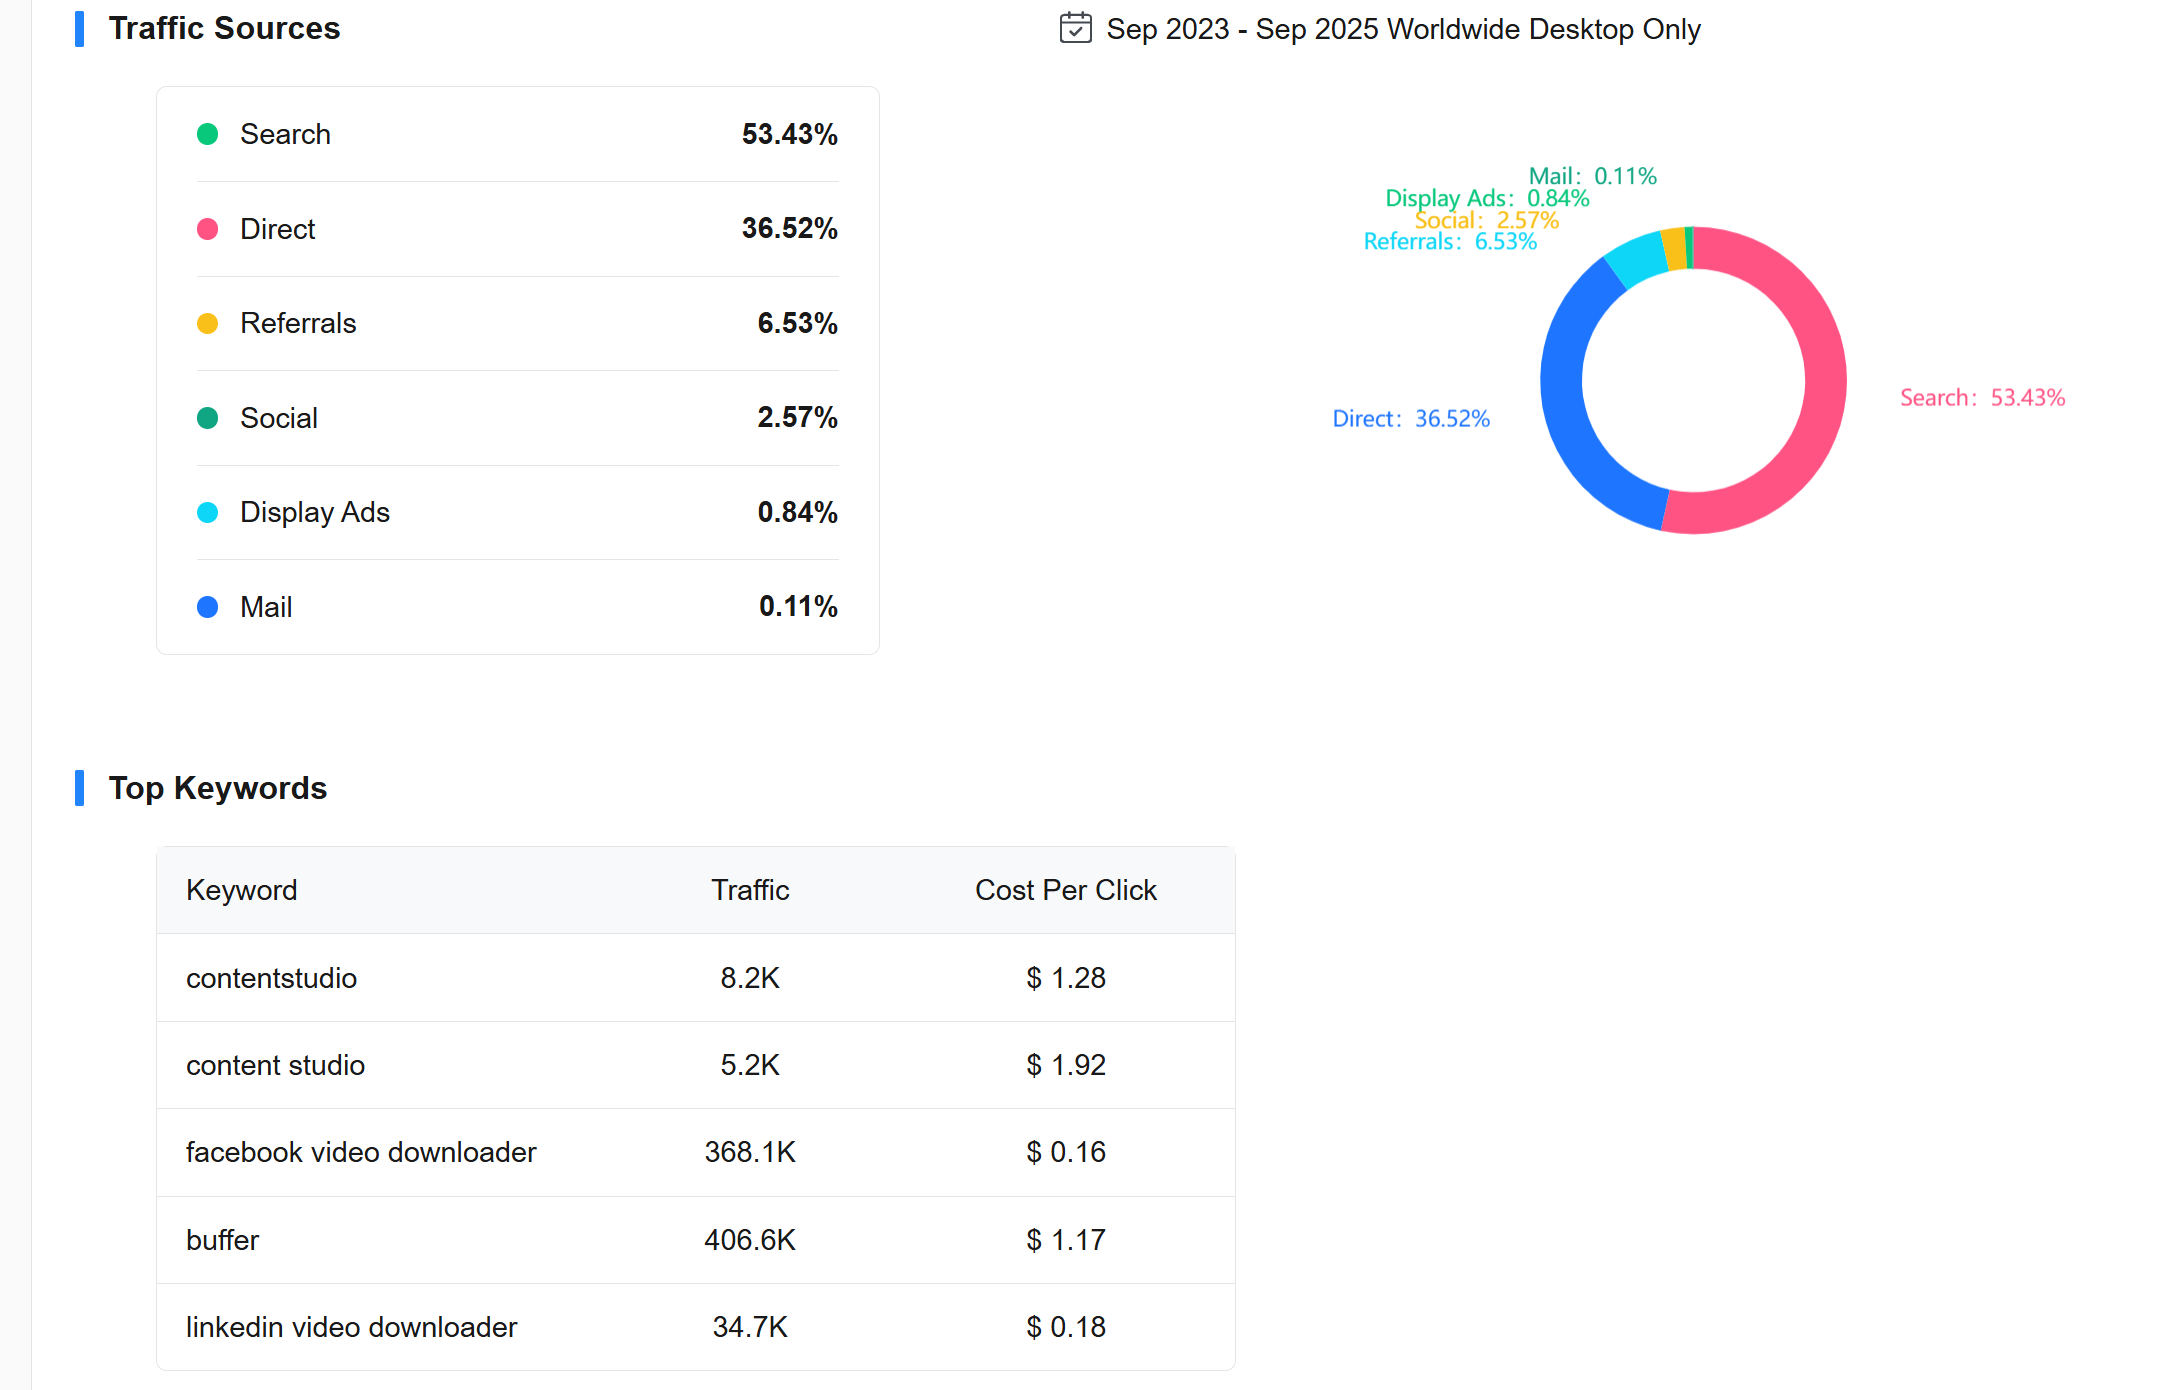 Traffic Sources
Sep 2023 - Sep 2025 Worldwide Desktop Only
Search 53.43%
Direct 36.52%
Referrals 6.53%
Social 2.57%
Display Ads 0.84%
Mail 0.11%
Mail: 0.11%
Display Ads: 0.84%
Social: 2.57%
Referrals: 6.53%
Search: 53.43%
Direct: 36.52%
Top Keywords
Keyword Traffic Cost Per Click
contentstudio 8.2K $ 1.28
content studio 5.2K $ 1.92
facebook video downloader 368.1K $ 0.16
buffer 406.6K $ 1.17
linkedin video downloader 34.7K $ 0.18